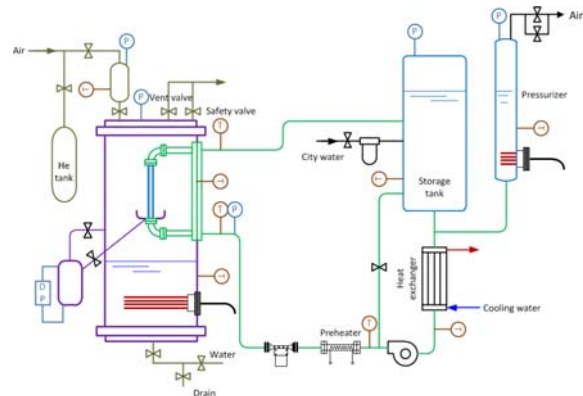 Air
P
P
P
Air
P
T
Vent valve
Safety valve
Pressurizer
He
tank
T
T
City water
Storage
tank
T
T
T
P
T
D
P
Heat
exchanger
Cooling water
Preheater
T
T
Water
Drain